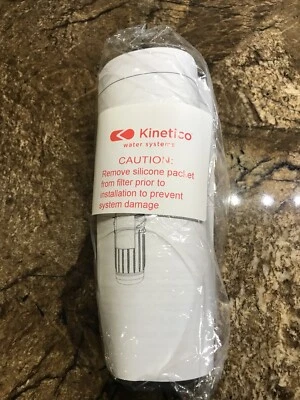 Kinetico
water systems
CAUTION:
Remove silicone packet
from filter prior to
installation to prevent
system damage